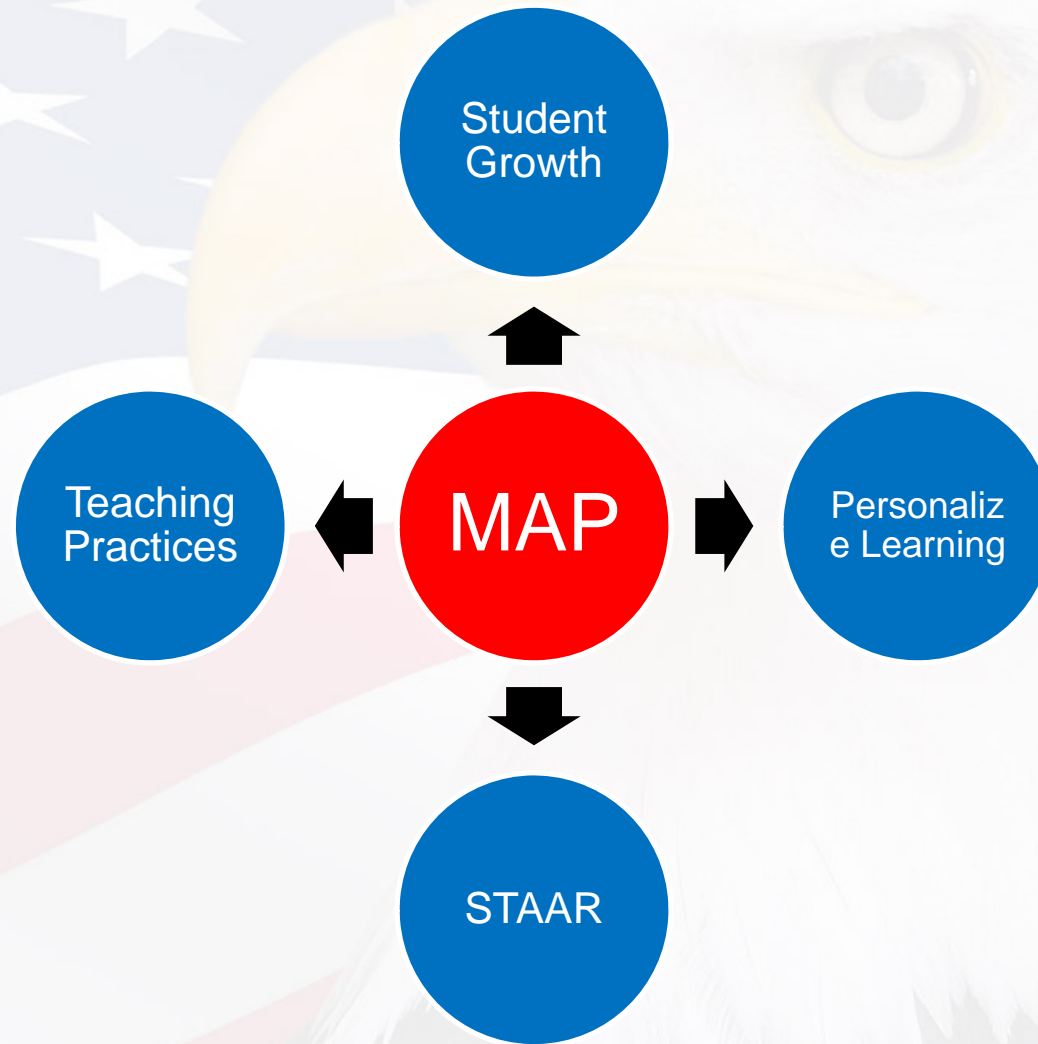 Student
Growth
Teaching
Practices
MAP
Personaliz
e Learning
STAAR